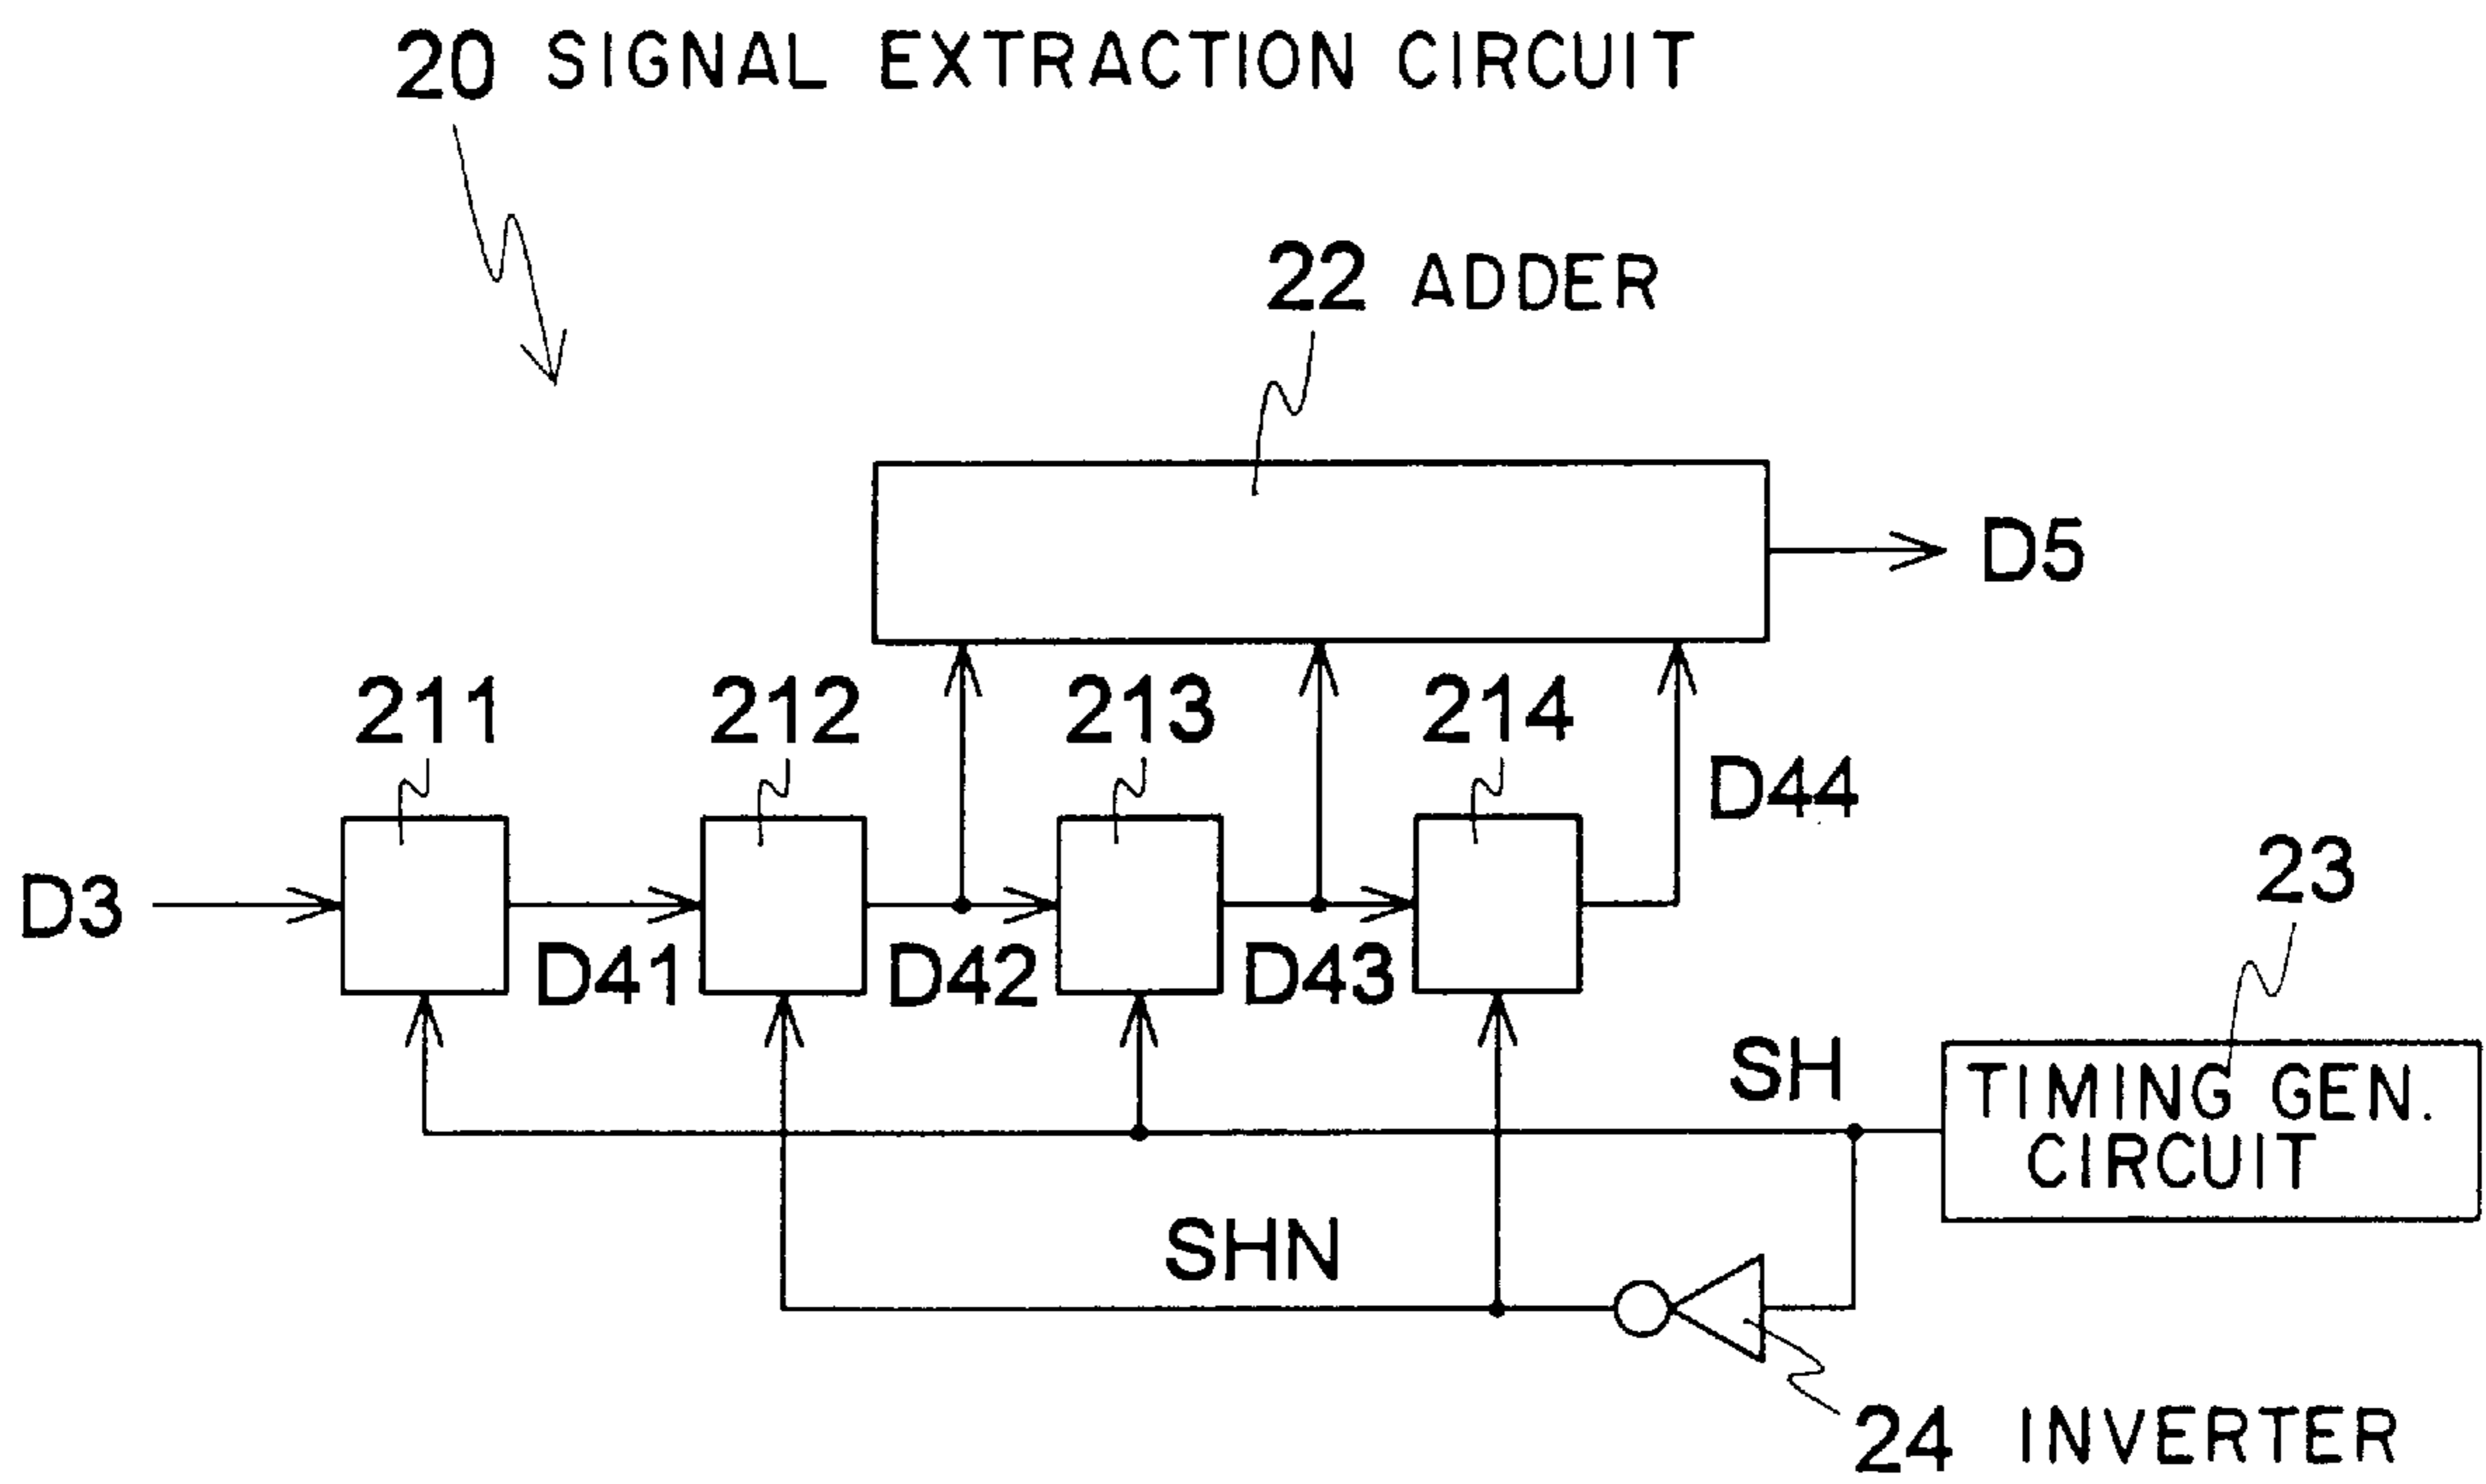 20 SIGNAL EXTRACTION CIRCUIT
22 ADDER
D5
211
212
213
214
D44
23
D3
D41
D42
D43
SH
TIMING GEN.
CIRCUIT
SHN
24 INVERTER